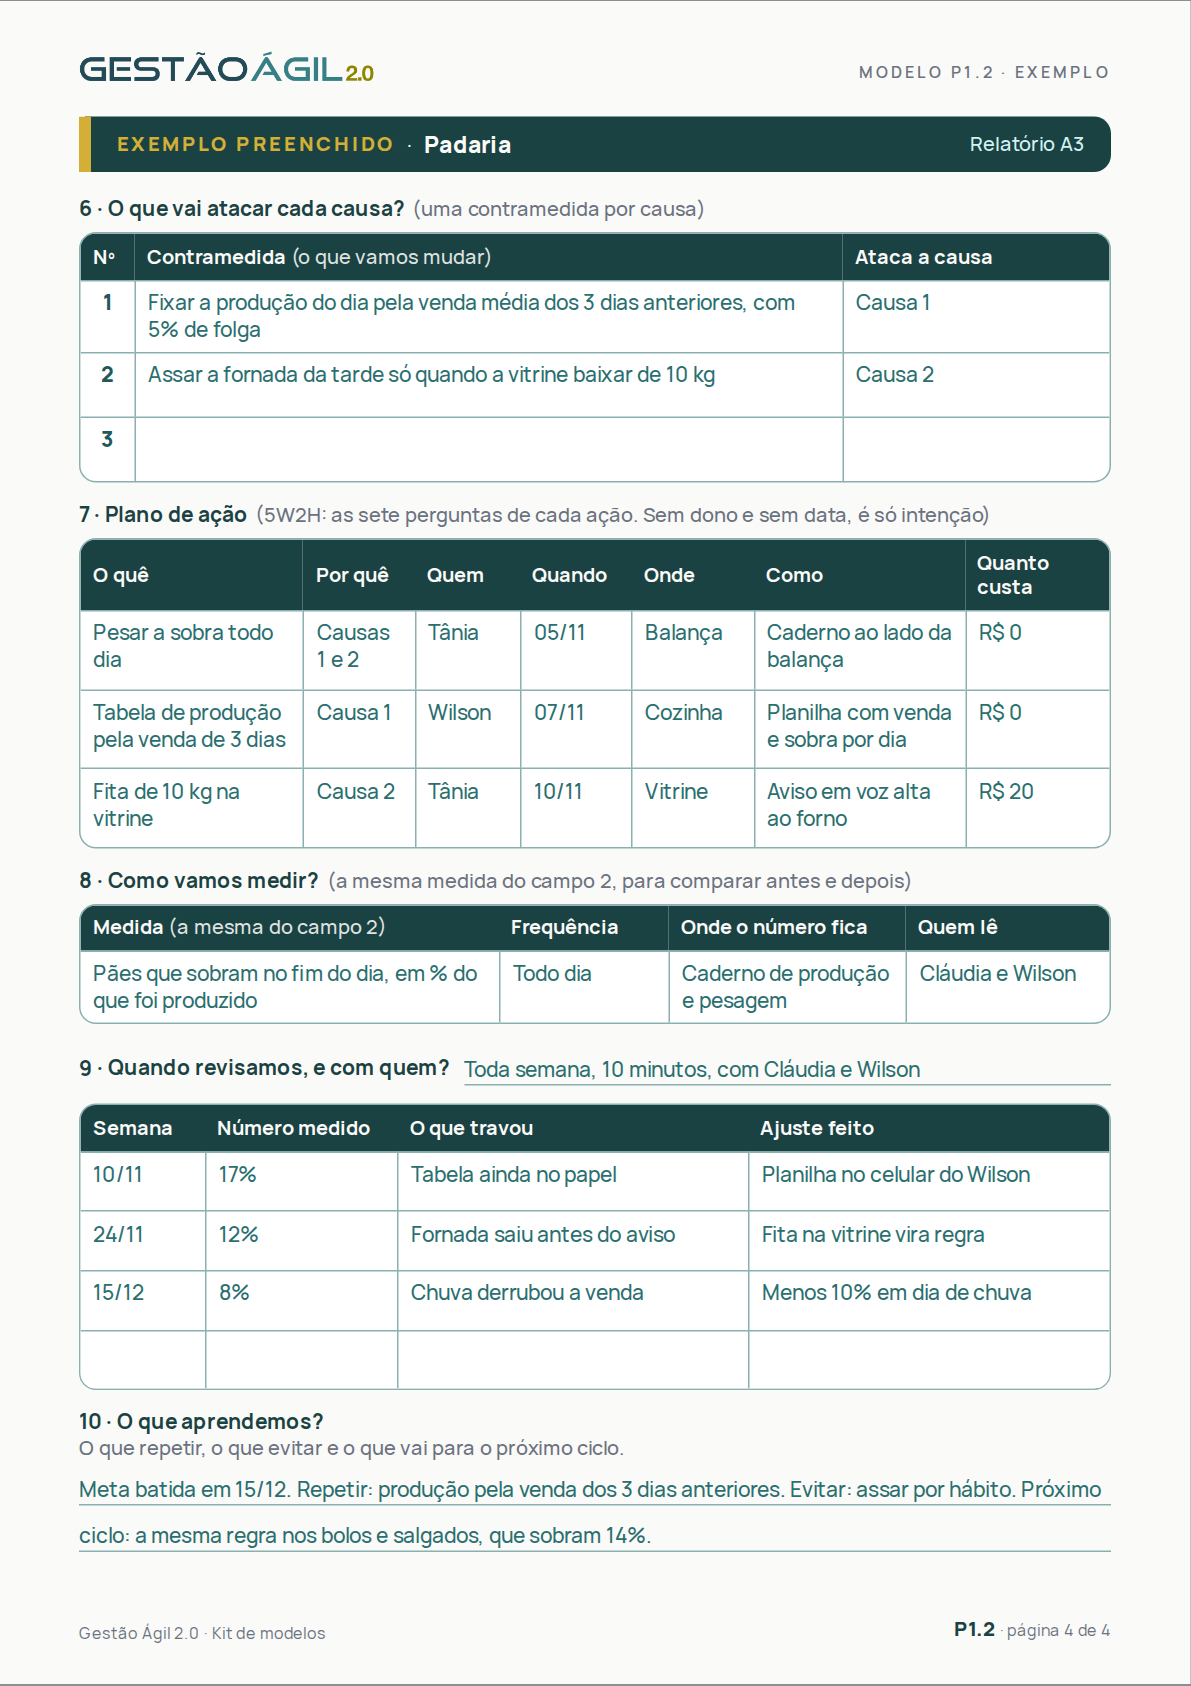 GESTÃOÁGIL2.0
MODELO P1.2 · EXEMPLO
EXEMPLO PREENCHIDO · Padaria
Relatório A3
6 · O que vai atacar cada causa? (uma contramedida por causa)
Nº Contramedida (o que vamos mudar) Ataca a causa
1 Fixar a produção do dia pela venda média dos 3 dias anteriores, com Causa 1
5% de folga
2 Assar a fornada da tarde só quando a vitrine baixar de 10 kg Causa 2
3
7 · Plano de ação (5W2H: as sete perguntas de cada ação. Sem dono e sem data, é só intenção)
O quê Por quê Quem Quando Onde Como Quanto
custa
Pesar a sobra todo Causas Tânia 05/11 Balança Caderno ao lado da R$ 0
dia 1 e 2 balança
Tabela de produção Causa 1 Wilson 07/11 Cozinha Planilha com venda R$ 0
pela venda de 3 dias e sobra por dia
Fita de 10 kg na Causa 2 Tânia 10/11 Vitrine Aviso em voz alta R$ 20
vitrine ao forno
8 · Como vamos medir? (a mesma medida do campo 2, para comparar antes e depois)
Medida (a mesma do campo 2) Frequência Onde o número fica Quem lê
Pães que sobram no fim do dia, em % do Todo dia Caderno de produção Cláudia e Wilson
que foi produzido e pesagem
9 · Quando revisamos, e com quem? Toda semana, 10 minutos, com Cláudia e Wilson
Semana Número medido O que travou Ajuste feito
10/11 17% Tabela ainda no papel Planilha no celular do Wilson
24/11 12% Fornada saiu antes do aviso Fita na vitrine vira regra
15/12 8% Chuva derrubou a venda Menos 10% em dia de chuva
10 · O que aprendemos?
O que repetir, o que evitar e o que vai para o próximo ciclo.
Meta batida em 15/12. Repetir: produção pela venda dos 3 dias anteriores. Evitar: assar por hábito. Próximo
ciclo: a mesma regra nos bolos e salgados, que sobram 14%.
Gestão Ágil 2.0 · Kit de modelos
P1.2 · página 4 de 4